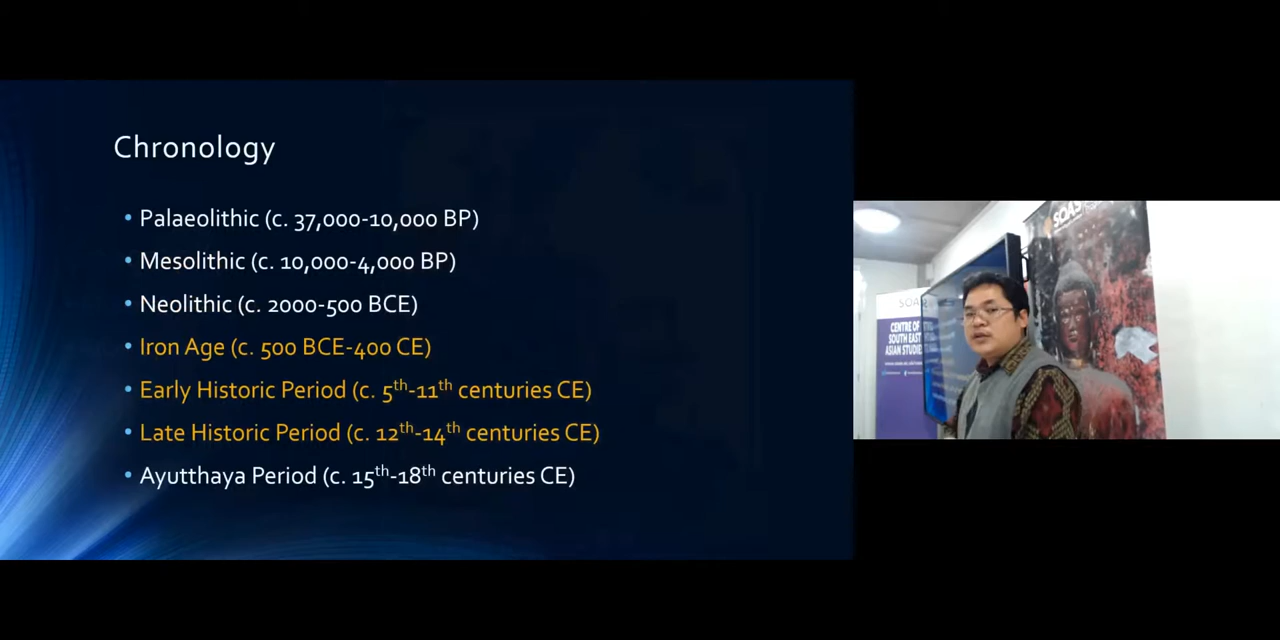 Chronology
• Palaeolithic (c. 37,000-10,000 BP)
• Mesolithic (c. 10,000-4,000 BP)
• Neolithic (c. 2000-500 BCE)
• Iron Age (c. 500 BCE-400 CE)
• Early Historic Period (c. 5th-11th centuries CE)
• Late Historic Period (c. 12th-14th centuries CE)
• Ayutthaya Period (c. 15th-18th centuries CE)
SOAS
SOAS
CENTRE OF
SOUTH EAST
ASIAN STUDIES